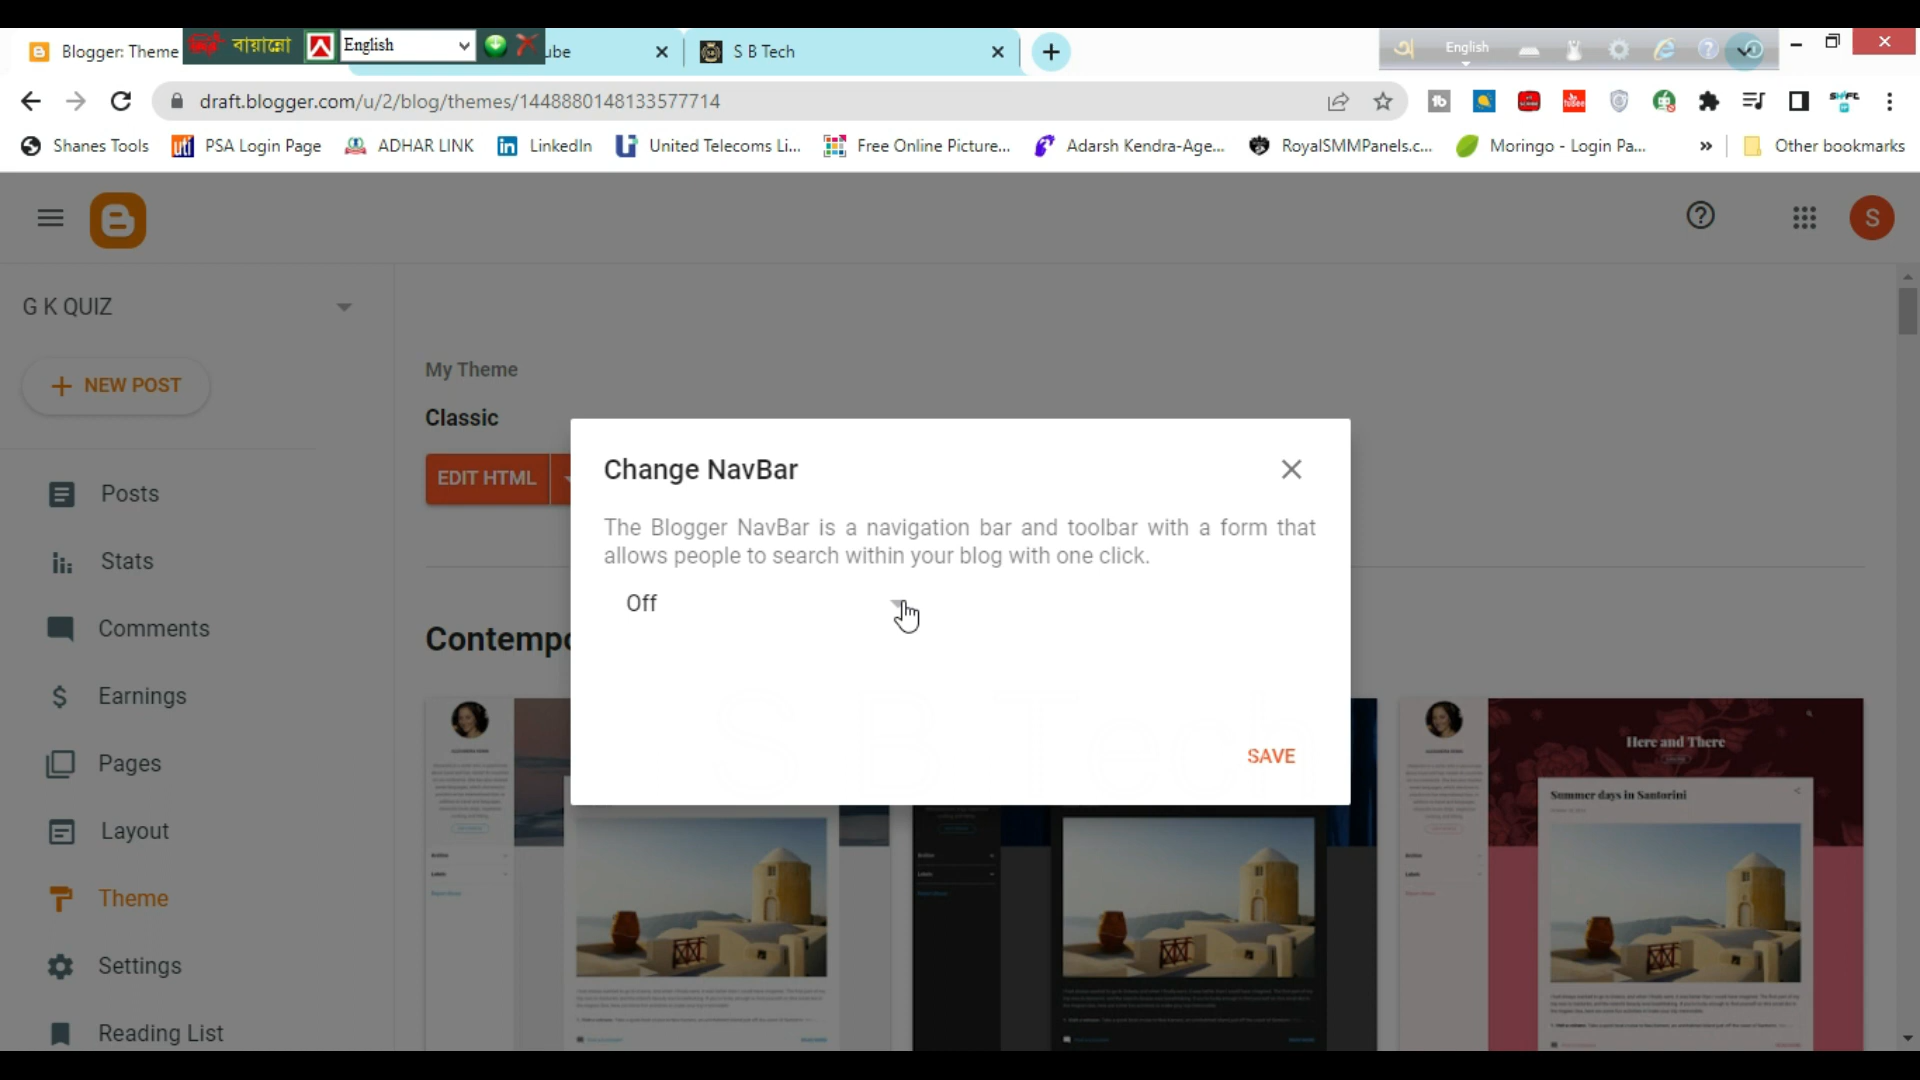 Blogger: Theme
বায়ান্নো
English
ube
S B Tech
English
draft.blogger.com/u/2/blog/themes/1448880148133577714
Shanes Tools
PSA Login Page
ADHAR LINK
LinkedIn
United Telecoms Li...
Free Online Picture...
Adarsh Kendra-Age...
RoyalSMMPanels.c...
Moringo - Login Pa...
»
Other bookmarks
S
G K QUIZ
NEW POST
Posts
Stats
Comments
Earnings
Pages
Layout
Theme
Settings
Reading List
My Theme
Classic
EDIT HTML
Contempo
Change NavBar
The Blogger NavBar is a navigation bar and toolbar with a form that
allows people to search within your blog with one click.
Off
S B Tech
SAVE
Here and There
Summer days in Santorini